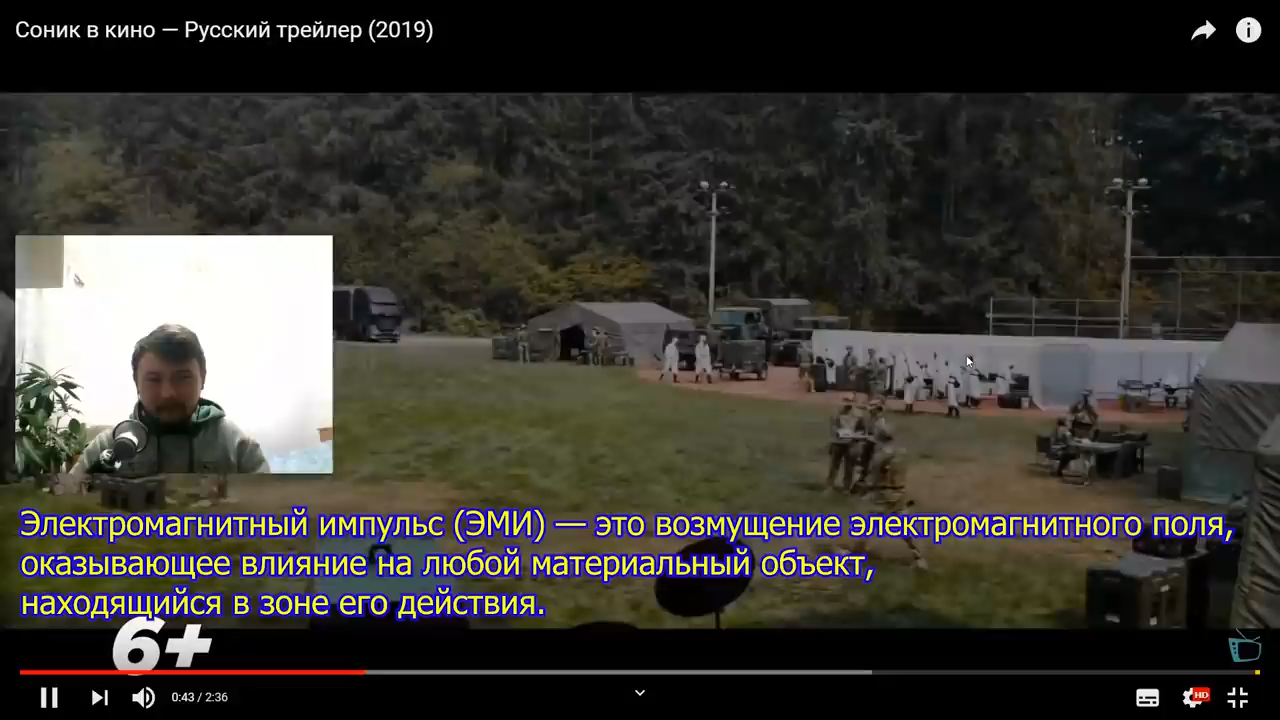 Соник в кино — Русский трейлер (2019)
Электромагнитный импульс (ЭМИ) — это возмущение электромагнитного поля,
оказывающее влияние на любой материальный объект,
находящийся в зоне его действия.
6+
0:43 / 2:36
HD